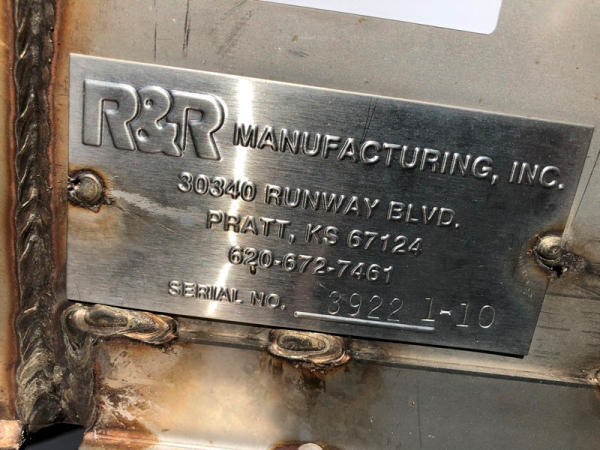 R&R MANUFACTURING, INC.
30340 RUNWAY BLVD.
PRATT, KS 67124
620-672-7461
SERIAL NO. 3922 1-10